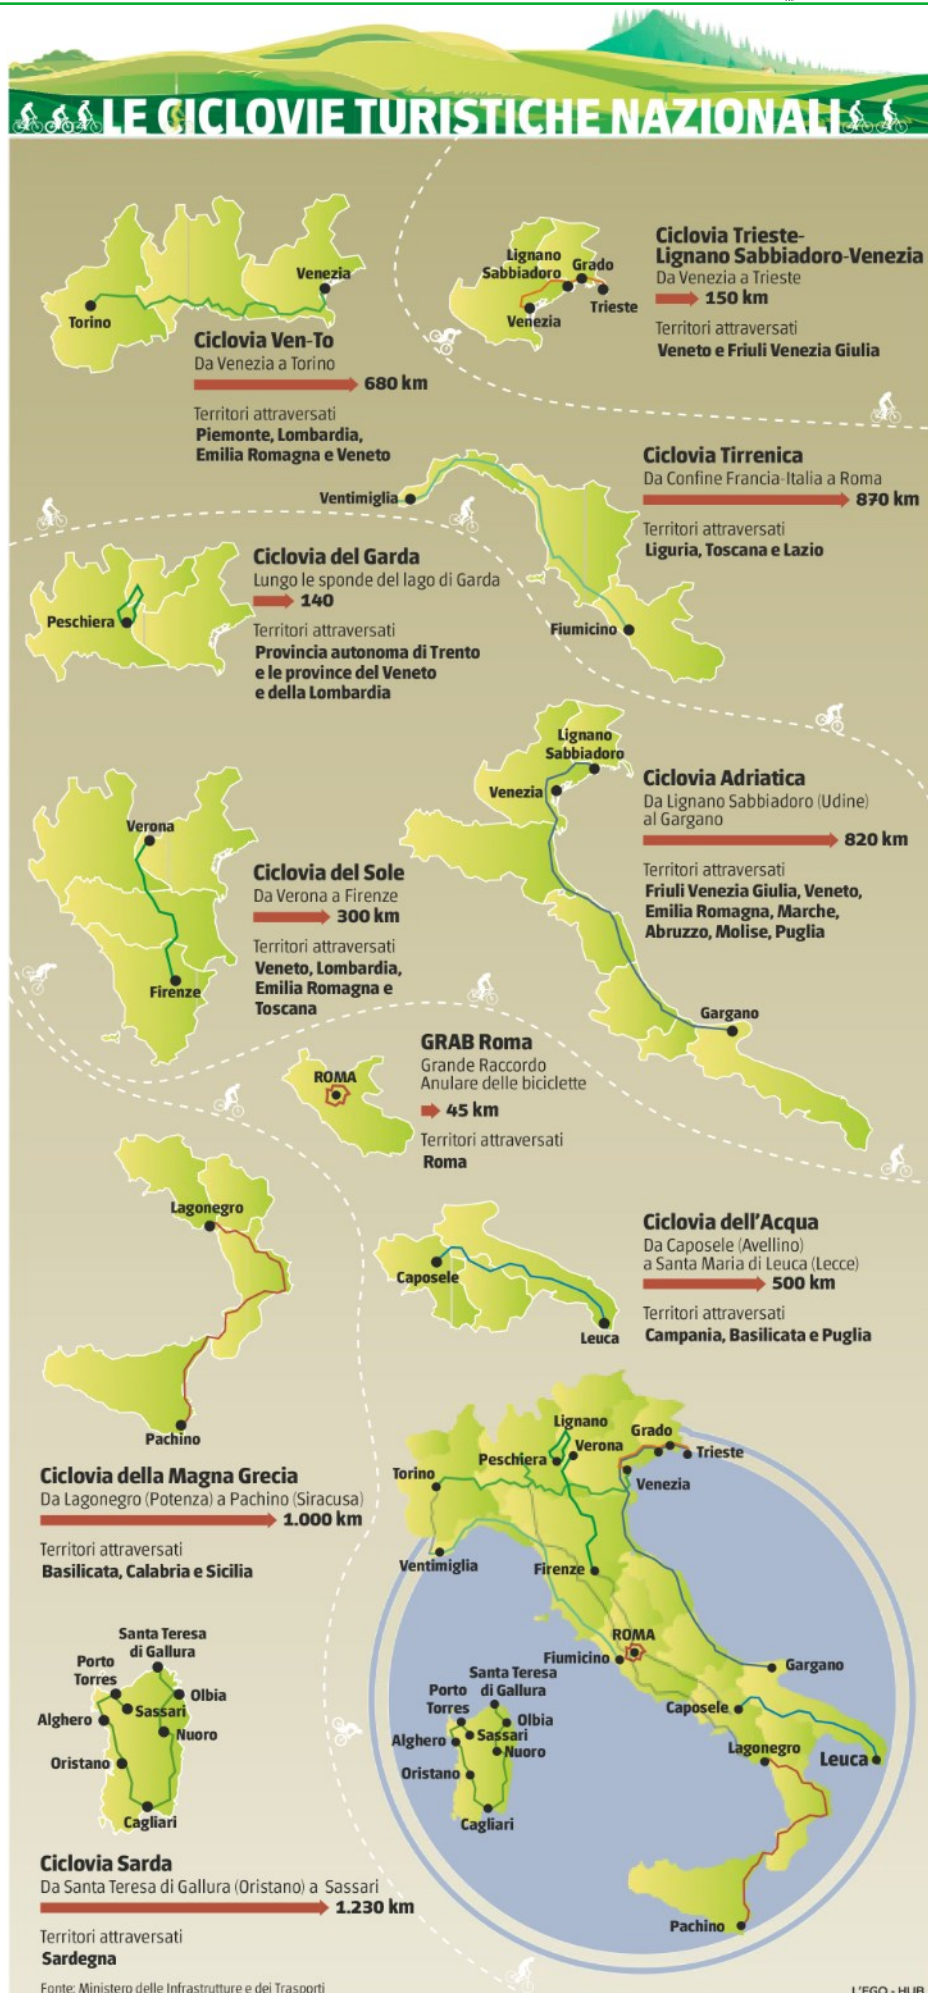 LE CICLOVIE TURISTICHE NAZIONALI
Torino
Venezia
Ciclovia Ven-To
Da Venezia a Torino
680 km
Territori attraversati
Piemonte, Lombardia,
Emilia Romagna e Veneto
Lignano
Sabbiadoro
Grado
Venezia
Trieste
Ciclovia Trieste-
Lignano Sabbiadoro-Venezia
Da Venezia a Trieste
150 km
Territori attraversati
Veneto e Friuli Venezia Giulia
Ventimiglia
Fiumicino
Ciclovia Tirrenica
Da Confine Francia-Italia a Roma
870 km
Territori attraversati
Liguria, Toscana e Lazio
Peschiera
Ciclovia del Garda
Lungo le sponde del lago di Garda
140
Territori attraversati
Provincia autonoma di Trento
e le province del Veneto
e della Lombardia
Lignano
Sabbiadoro
Venezia
Gargano
Ciclovia Adriatica
Da Lignano Sabbiadoro (Udine)
al Gargano
820 km
Territori attraversati
Friuli Venezia Giulia, Veneto,
Emilia Romagna, Marche,
Abruzzo, Molise, Puglia
Verona
Firenze
Ciclovia del Sole
Da Verona a Firenze
300 km
Territori attraversati
Veneto, Lombardia,
Emilia Romagna e
Toscana
ROMA
GRAB Roma
Grande Raccordo
Anulare delle biciclette
45 km
Territori attraversati
Roma
Lagonegro
Pachino
Ciclovia della Magna Grecia
Da Lagonegro (Potenza) a Pachino (Siracusa)
1.000 km
Territori attraversati
Basilicata, Calabria e Sicilia
Caposele
Leuca
Ciclovia dell'Acqua
Da Caposele (Avellino)
a Santa Maria di Leuca (Lecce)
500 km
Territori attraversati
Campania, Basilicata e Puglia
Santa Teresa
di Gallura
Porto
Torres
Olbia
Sassari
Alghero
Nuoro
Oristano
Cagliari
Ciclovia Sarda
Da Santa Teresa di Gallura (Oristano) a Sassari
1.230 km
Territori attraversati
Sardegna
Lignano
Grado
Verona
Trieste
Peschiera
Torino
Venezia
Ventimiglia
Firenze
ROMA
Fiumicino
Gargano
Santa Teresa
di Gallura
Porto
Torres
Caposele
Olbia
Sassari
Alghero
Nuoro
Lagonegro
Leuca
Oristano
Cagliari
Pachino
Fonte: Ministero delle Infrastrutture e dei Trasporti
L'EGO - HUB